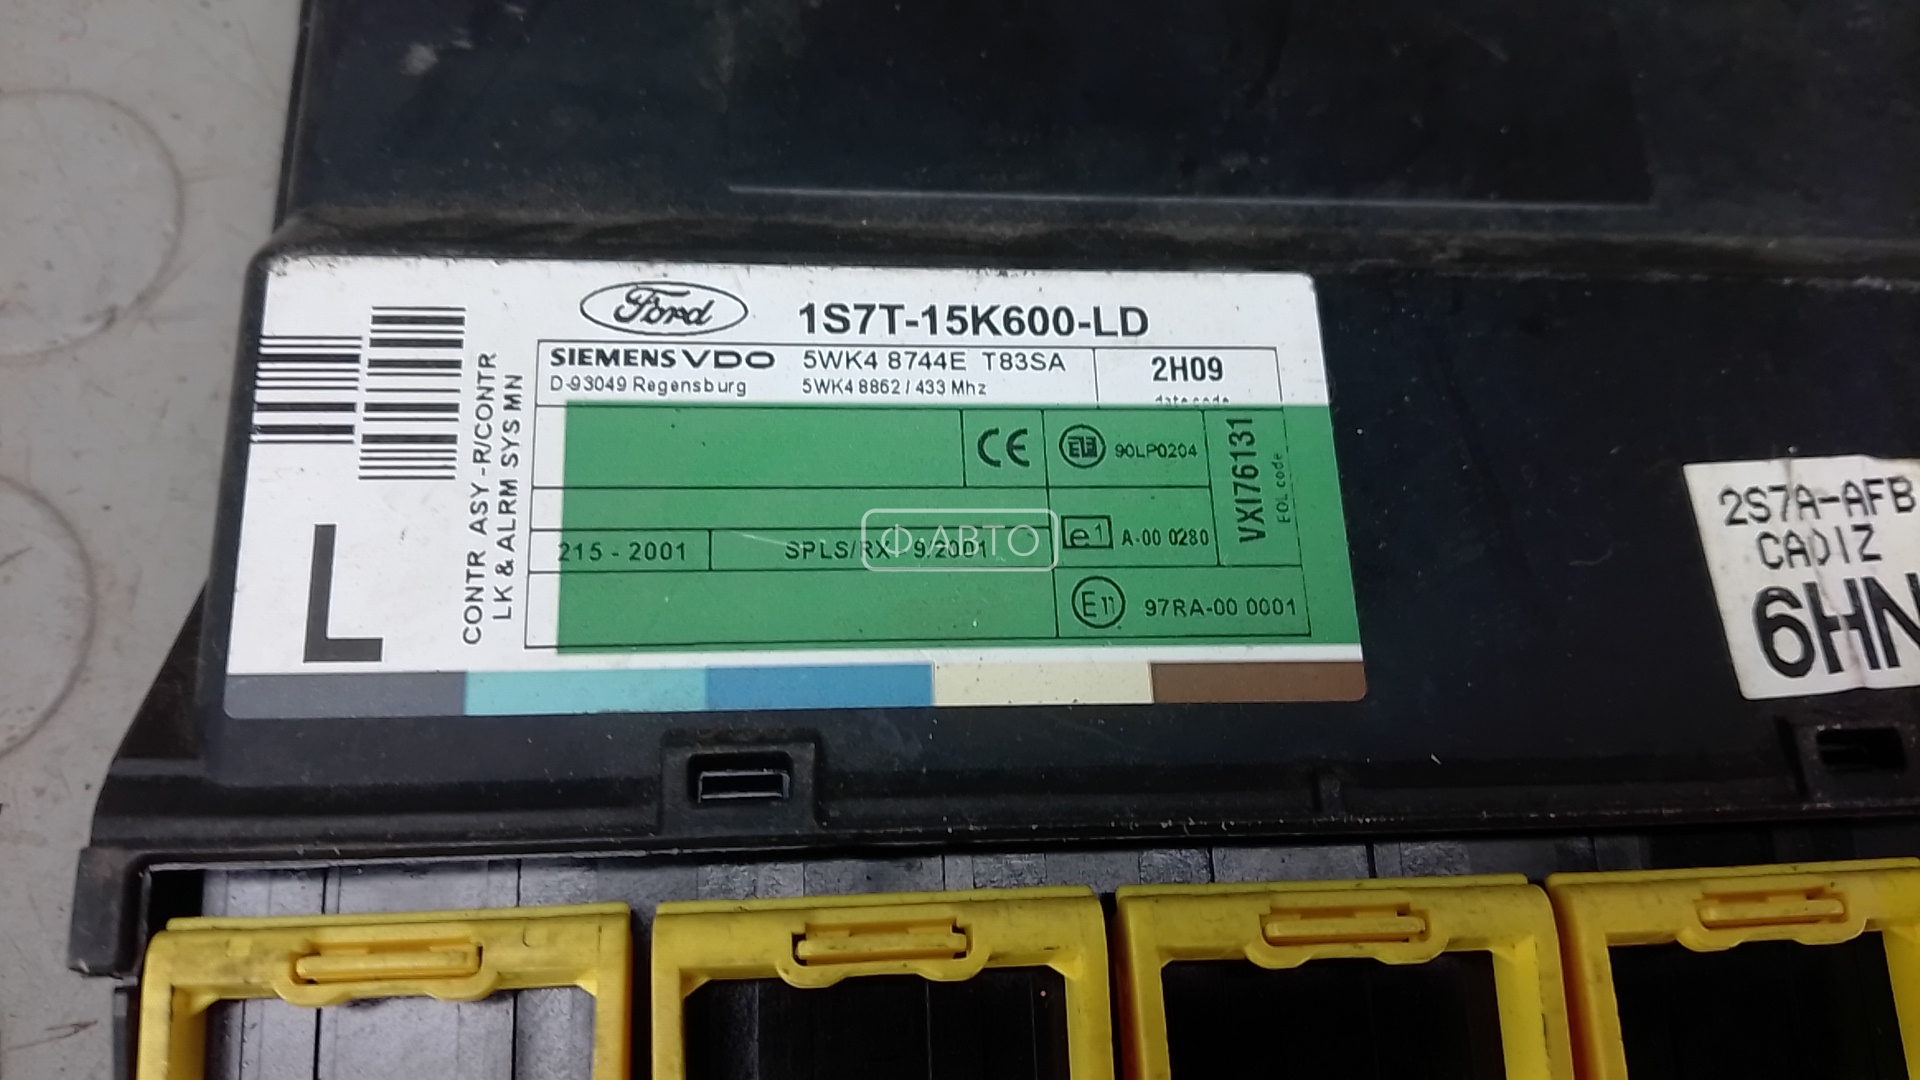 Ford
1S7T-15K600-LD
SIEMENS VDO 5WK4 8744E T83SA
2H09
D-93049 Regensburg 5WK4 8862 / 433 Mhz
date code
CE
90LP0204
VXI76131
EOL code
215 - 2001
SPLS/RX - 9/2001
e1 A-00 0280
E11 97RA-00 0001
L
CONTR ASY -R/CONTR
LK & ALRM SYS MN
Ф-АВТО
2S7A-AFB
CADIZ
6HN